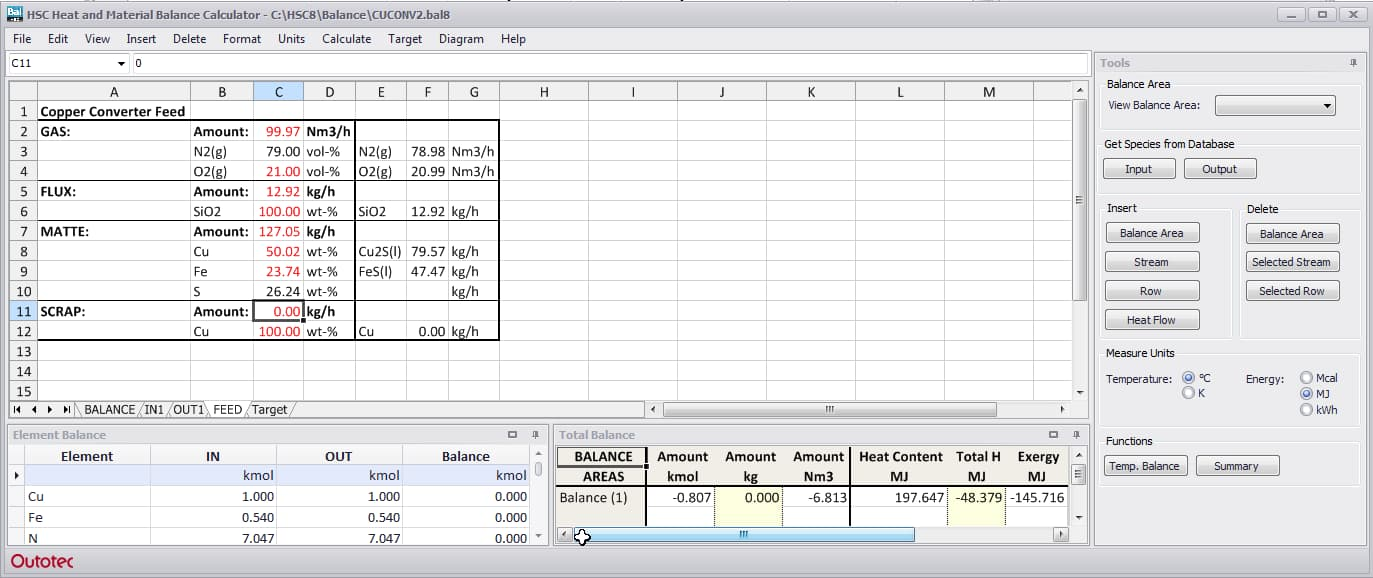 HSC Heat and Material Balance Calculator - C:\HSC8\Balance\CUCONV2.bal8
File Edit View Insert Delete Format Units Calculate Target Diagram Help
C11 0
A B C D E F G H I J K L M
1 Copper Converter Feed
2 GAS: Amount: 99.97 Nm3/h
3 N2(g) 79.00 vol-% N2(g) 78.98 Nm3/h
4 O2(g) 21.00 vol-% O2(g) 20.99 Nm3/h
5 FLUX: Amount: 12.92 kg/h
6 SiO2 100.00 wt-% SiO2 12.92 kg/h
7 MATTE: Amount: 127.05 kg/h
8 Cu 50.02 wt-% Cu2S(l) 79.57 kg/h
9 Fe 23.74 wt-% FeS(l) 47.47 kg/h
10 S 26.24 wt-% kg/h
11 SCRAP: Amount: 0.00 kg/h
12 Cu 100.00 wt-% Cu 0.00 kg/h
13
14
15
BALANCE IN1 OUT1 FEED Target
Element Balance
Element IN OUT Balance
kmol kmol kmol
Cu 1.000 1.000 0.000
Fe 0.540 0.540 0.000
N 7.047 7.047 0.000
Total Balance
BALANCE Amount Amount Amount Heat Content Total H Exergy
AREAS kmol kg Nm3 MJ MJ MJ
Balance (1) -0.807 0.000 -6.813 197.647 -48.379 -145.716
Tools
Balance Area
View Balance Area:
Get Species from Database
Input Output
Insert
Balance Area
Stream
Row
Heat Flow
Delete
Balance Area
Selected Stream
Selected Row
Measure Units
Temperature: °C
K
Energy: Mcal
MJ
kWh
Functions
Temp. Balance Summary
Outotec